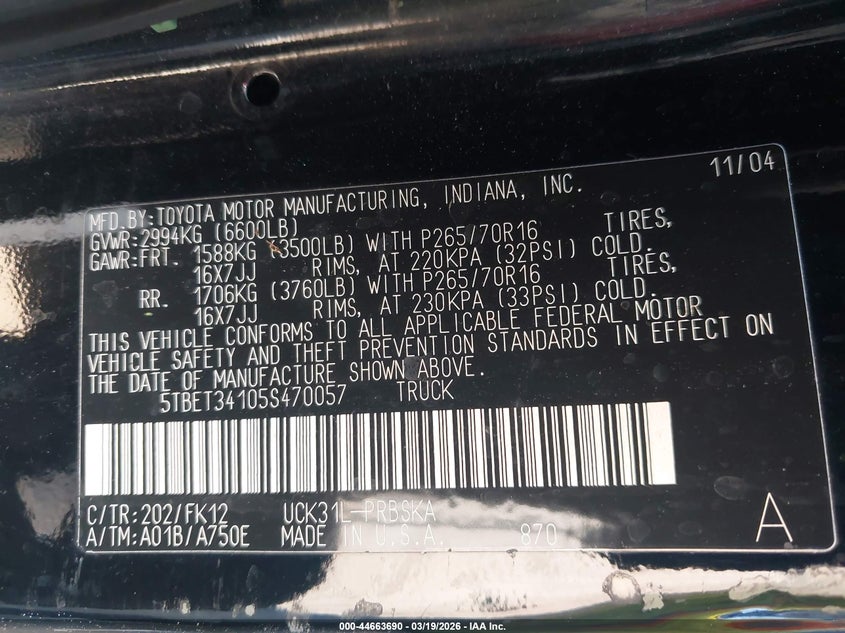 11/04
MFD.BY:TOYOTA MOTOR MANUFACTURING, INDIANA, INC.
GVWR:2994KG (6600LB)
GAWR:FRT. 1588KG (3500LB) WITH P265/70R16 TIRES,
16X7JJ RIMS, AT 220KPA (32PSI) COLD.
RR. 1706KG (3760LB) WITH P265/70R16 TIRES,
16X7JJ RIMS, AT 230KPA (33PSI) COLD.
THIS VEHICLE CONFORMS TO ALL APPLICABLE FEDERAL MOTOR
VEHICLE SAFETY AND THEFT PREVENTION STANDARDS IN EFFECT ON
THE DATE OF MANUFACTURE SHOWN ABOVE.
5TBET34105S470057 TRUCK
C/TR:202/FK12 UCK31L-PRBSKA
A/TM:A01B/A750E MADE IN U.S.A. 870 A
000-44663690 - 03/19/2026 - IAA Inc.